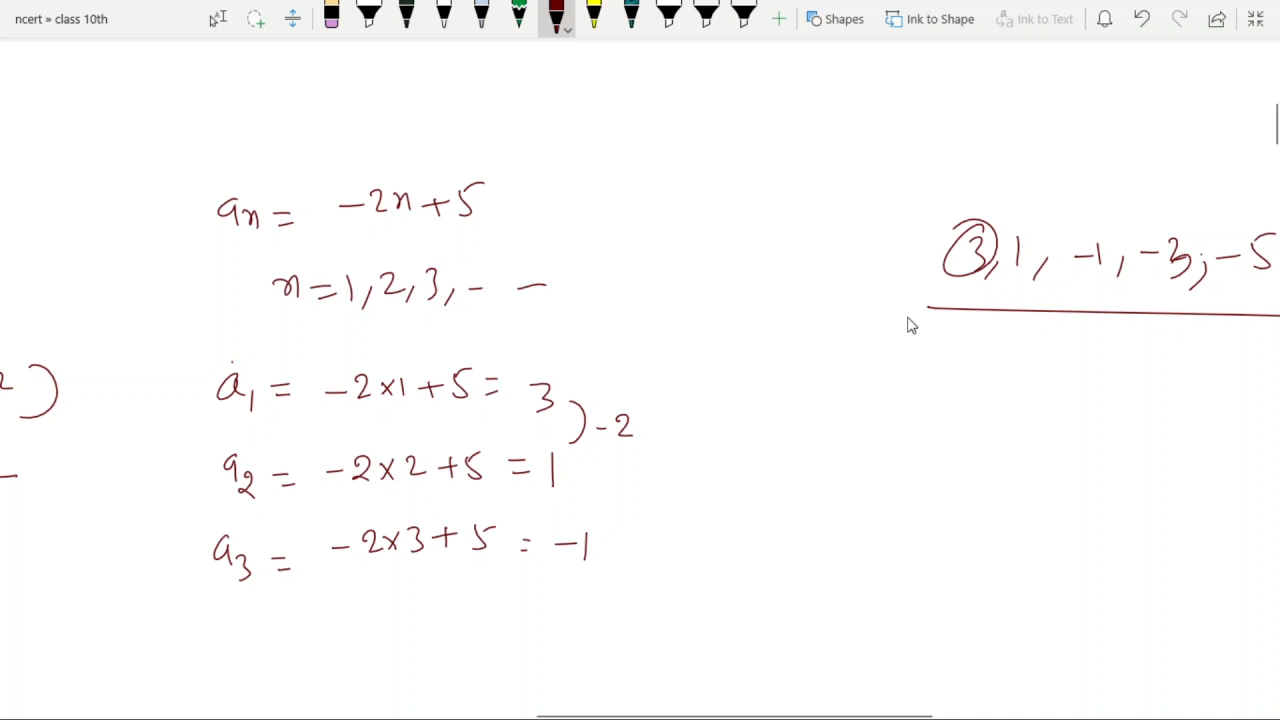 ncert » class 10th
Shapes
Ink to Shape
Ink to Text
aₙ = -2n+5
n=1,2,3,- -
3, 1, -1, -3, -5
2 )
a₁ = -2×1+5 = 3
) -2
a₂ = -2×2+5 = 1
a₃ = -2×3+5 = -1